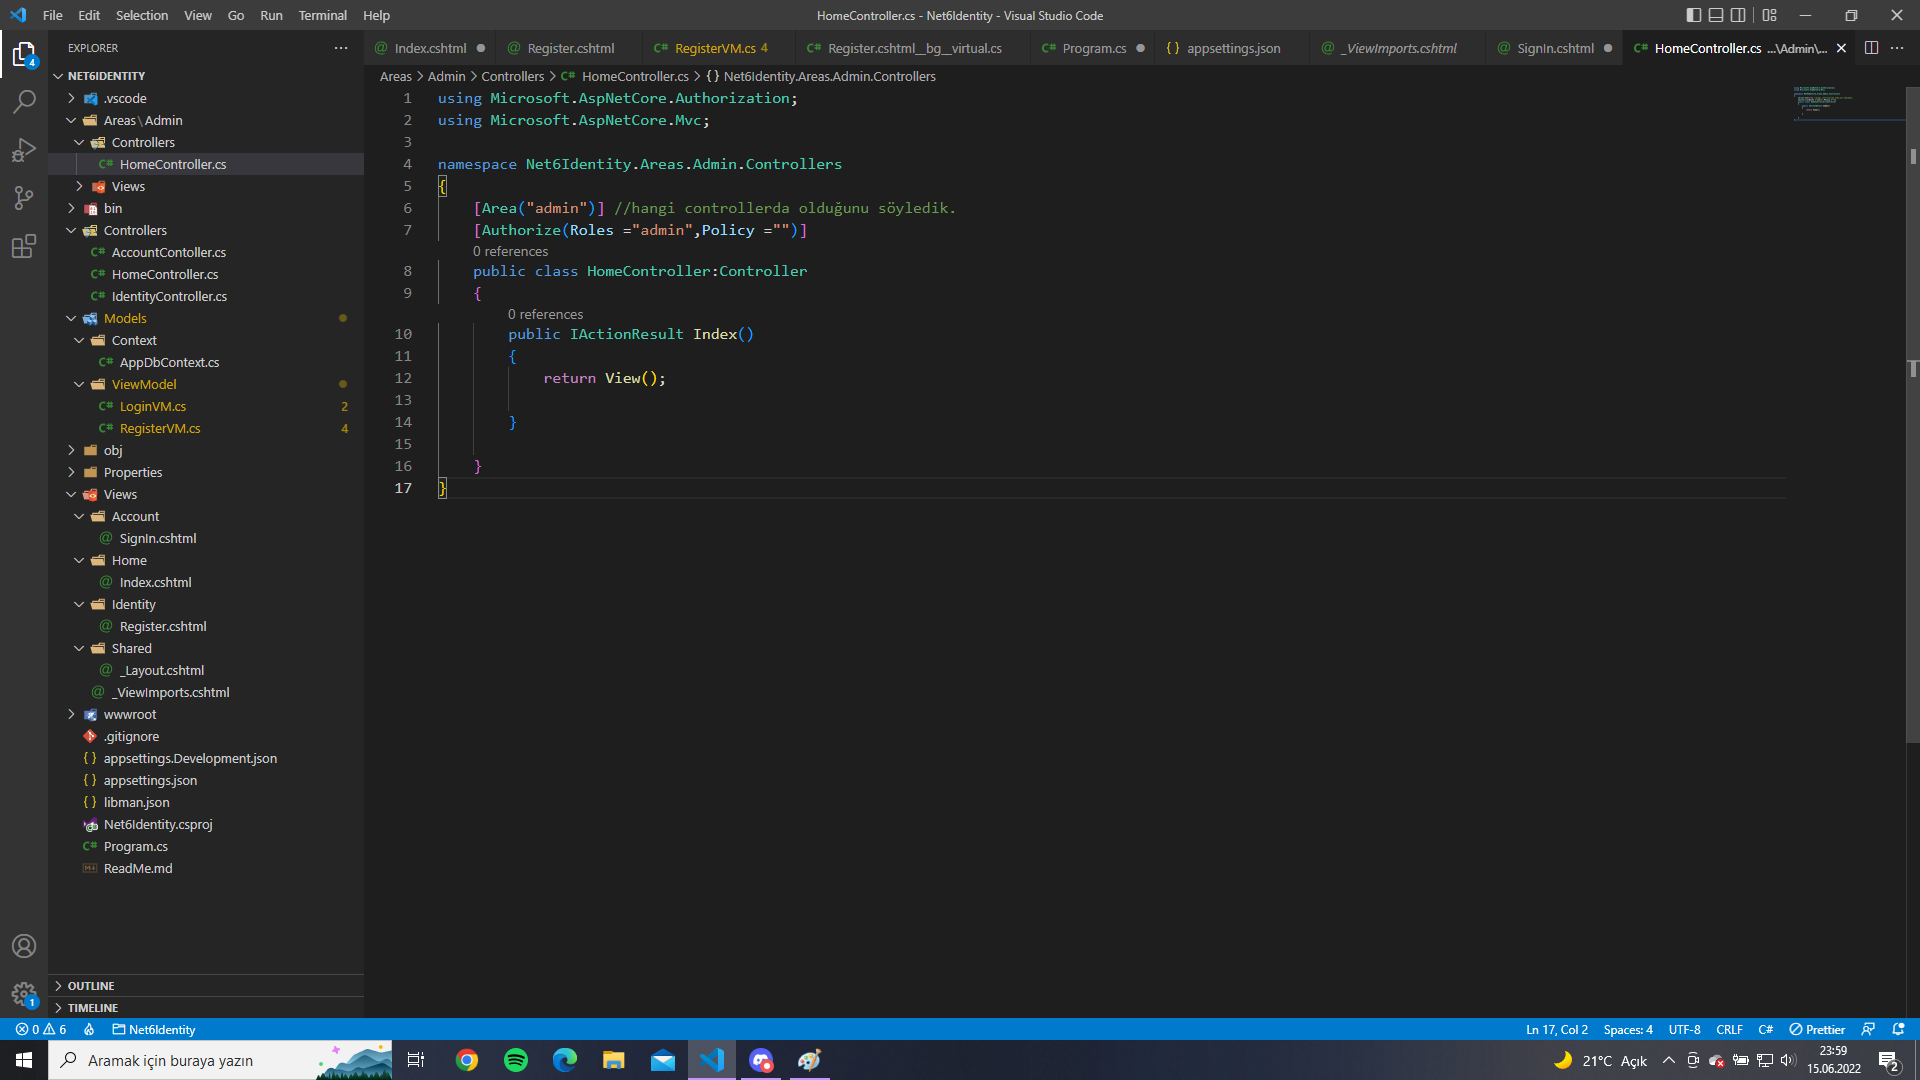 File Edit Selection View Go Run Terminal Help
HomeController.cs - Net6Identity - Visual Studio Code
EXPLORER
Index.cshtml
Register.cshtml
C# RegisterVM.cs 4
C# Register.cshtml__bg__virtual.cs
C# Program.cs
{} appsettings.json
_ViewImports.cshtml
SignIn.cshtml
C# HomeController.cs ...\Admin\...
Areas > Admin > Controllers > C# HomeController.cs > {} Net6Identity.Areas.Admin.Controllers
4
NET6IDENTITY
.vscode
Areas \ Admin
Controllers
C# HomeController.cs
Views
bin
Controllers
C# AccountContoller.cs
C# HomeController.cs
C# IdentityController.cs
Models
Context
C# AppDbContext.cs
ViewModel
C# LoginVM.cs 2
C# RegisterVM.cs 4
obj
Properties
Views
Account
@ SignIn.cshtml
Home
@ Index.cshtml
Identity
@ Register.cshtml
Shared
@ _Layout.cshtml
@ _ViewImports.cshtml
wwwroot
.gitignore
{} appsettings.Development.json
{} appsettings.json
{} libman.json
Net6Identity.csproj
C# Program.cs
ReadMe.md
OUTLINE
TIMELINE
1
1 using Microsoft.AspNetCore.Authorization;
2 using Microsoft.AspNetCore.Mvc;
3
4 namespace Net6Identity.Areas.Admin.Controllers
5 {
6 [Area("admin")] //hangi controllerda olduğunu söyledik.
7 [Authorize(Roles ="admin",Policy ="")]
0 references
8 public class HomeController:Controller
9 {
0 references
10 public IActionResult Index()
11 {
12 return View();
13
14 }
15
16 }
17 }
0 6 Net6Identity
Ln 17, Col 2 Spaces: 4 UTF-8 CRLF C# Prettier
Aramak için buraya yazın
21°C Açık
23:59
15.06.2022
2